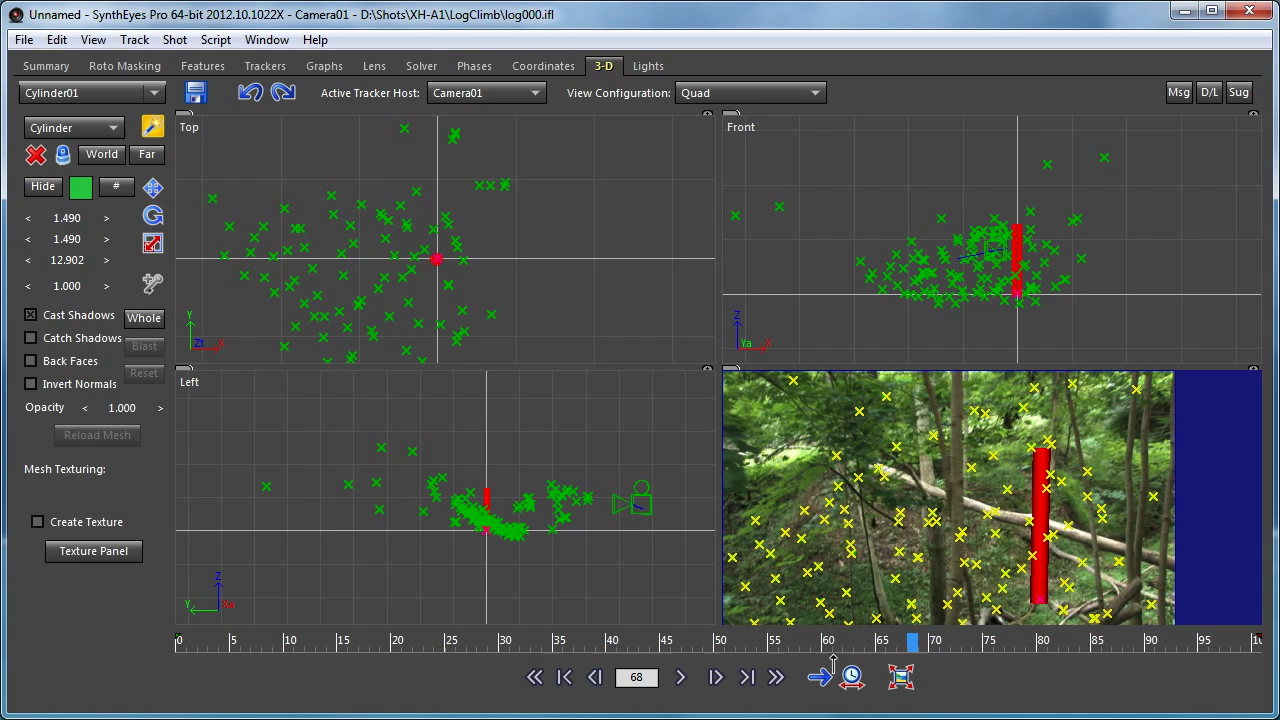 Unnamed - SynthEyes Pro 64-bit 2012.10.1022X - Camera01 - D:\Shots\XH-A1\LogClimb\log000.ifl
File Edit View Track Shot Script Window Help
Summary Roto Masking Features Trackers Graphs Lens Solver Phases Coordinates 3-D Lights
Cylinder01 Active Tracker Host: Camera01 View Configuration: Quad Msg D/L Sug
Cylinder
World Far
Hide #
< 1.490 >
< 1.490 >
< 12.902 >
< 1.000 >
Cast Shadows Whole
Catch Shadows Blast
Back Faces
Invert Normals Reset
Opacity < 1.000 >
Reload Mesh
Mesh Texturing:
Create Texture
Texture Panel
Top
Y
Zt X
Front
Z
Ya X
Left
Z
Y Xa
0 5 10 15 20 25 30 35 40 45 50 55 60 65 70 75 80 85 90 95 10
68